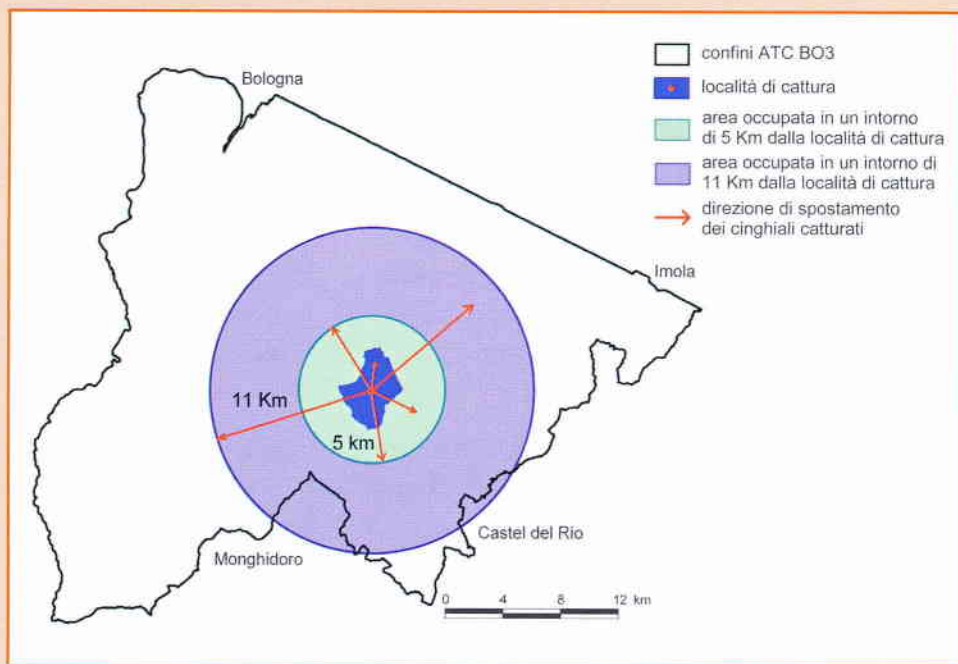 confini ATC BO3
Bologna
località di cattura
area occupata in un intorno
di 5 Km dalla località di cattura
area occupata in un intorno di
11 Km dalla località di cattura
direzione di spostamento
dei cinghiali catturati
Imola
11 Km
5 km
Castel del Rio
Monghidoro
0 4 8 12 km